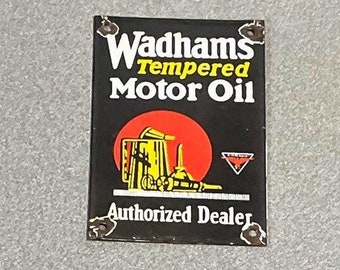 Wadhams
Tempered
Motor Oil
Authorized Dealer